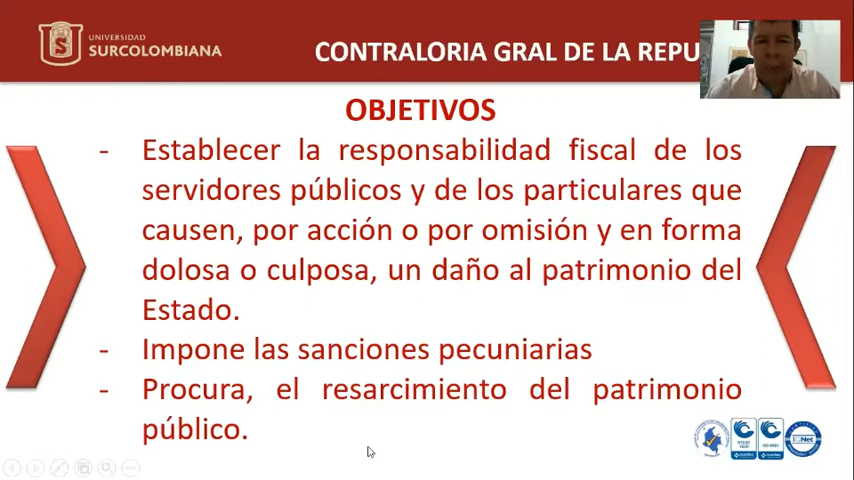 UNIVERSIDAD
SURCOLOMBIANA
CONTRALORIA GRAL DE LA REPU
OBJETIVOS
- Establecer la responsabilidad fiscal de los
servidores públicos y de los particulares que
causen, por acción o por omisión y en forma
dolosa o culposa, un daño al patrimonio del
Estado.
- Impone las sanciones pecuniarias
- Procura, el resarcimiento del patrimonio
público.